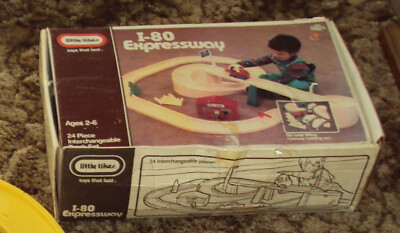 little tikes
toys that last...
I-80
Expressway
Ages 2-6
24 Piece
Interchangeable
little tikes
toys that last...
24 interchangeable pieces
I-80
Expressway